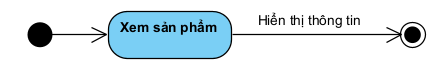 Xem sản phẩm
Hiển thị thông tin